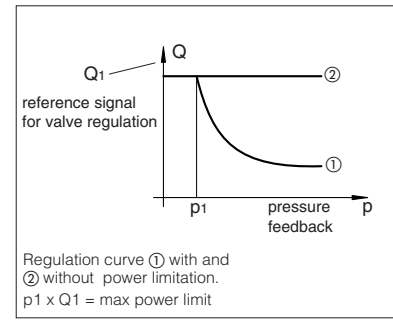 Q
Q1
②
reference signal
for valve regulation
①
p1
pressure
feedback
p
Regulation curve ① with and
② without power limitation.
p1 x Q1 = max power limit